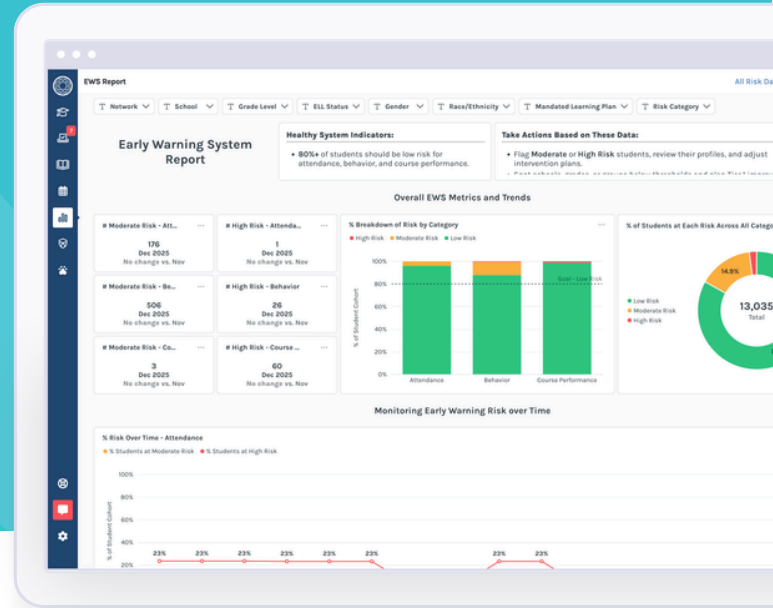 EWS Report
All Risk Da
Network
School
Grade Level
ELL Status
Gender
Race/Ethnicity
Mandated Learning Plan
Risk Category
Early Warning System
Report
Healthy System Indicators:
• 80%+ of students should be low risk for
attendance, behavior, and course performance.
Take Actions Based on These Data:
• Flag Moderate or High Risk students, review their profiles, and adjust
intervention plans.
Overall EWS Metrics and Trends
# Moderate Risk - Att...
176
Dec 2025
No change vs. Nov
# High Risk - Attenda...
1
Dec 2025
No change vs. Nov
# Moderate Risk - Be...
506
Dec 2025
No change vs. Nov
# High Risk - Behavior
26
Dec 2025
No change vs. Nov
# Moderate Risk - Co...
3
Dec 2025
No change vs. Nov
# High Risk - Course ...
60
Dec 2025
No change vs. Nov
% Breakdown of Risk by Category
High Risk Moderate Risk Low Risk
% of Student Cohort
100%
80%
60%
40%
20%
0%
Goal - Low Risk
Attendance Behavior Course Performance
% of Students at Each Risk Across All Catego
Low Risk
Moderate Risk
High Risk
14.9%
13,035
Total
Monitoring Early Warning Risk over Time
% Risk Over Time - Attendance
% Students at Moderate Risk % Students at High Risk
% of Student Cohort
100%
80%
60%
40%
20%
23% 23% 23% 23% 23% 23% 23% 23%